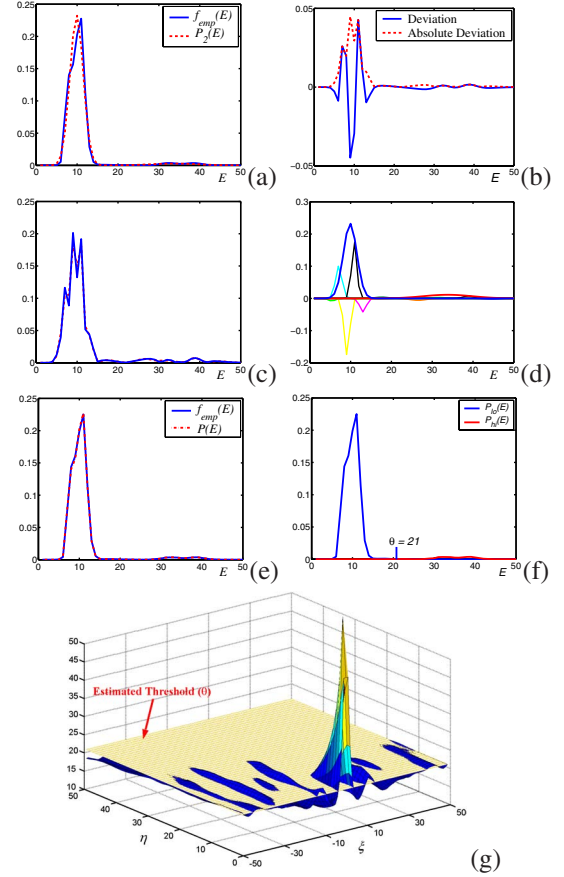 0.25
0.2
0.15
0.1
0.05
0
0 10 20 30 40 50
E
f_emp(E)
P_2(E)
(a)
0.05
0
−0.05
0 10 20 30 40 50
E
Deviation
Absolute Deviation
(b)
0.25
0.2
0.15
0.1
0.05
0
0 10 20 30 40 50
E
(c)
0.3
0.2
0.1
0
−0.1
−0.2
0 10 20 30 40 50
E
(d)
0.25
0.2
0.15
0.1
0.05
0
0 10 20 30 40 50
E
f_emp(E)
P(E)
(e)
0.25
0.2
0.15
0.1
0.05
0
0 10 20 30 40 50
E
P_lo(E)
P_hi(E)
θ = 21
(f)
50
45
40
35
30
25
20
15
10
Estimated Threshold (θ)
50
40
30
20
10
0
η
−50
−30
−10
10
30
50
ξ
(g)